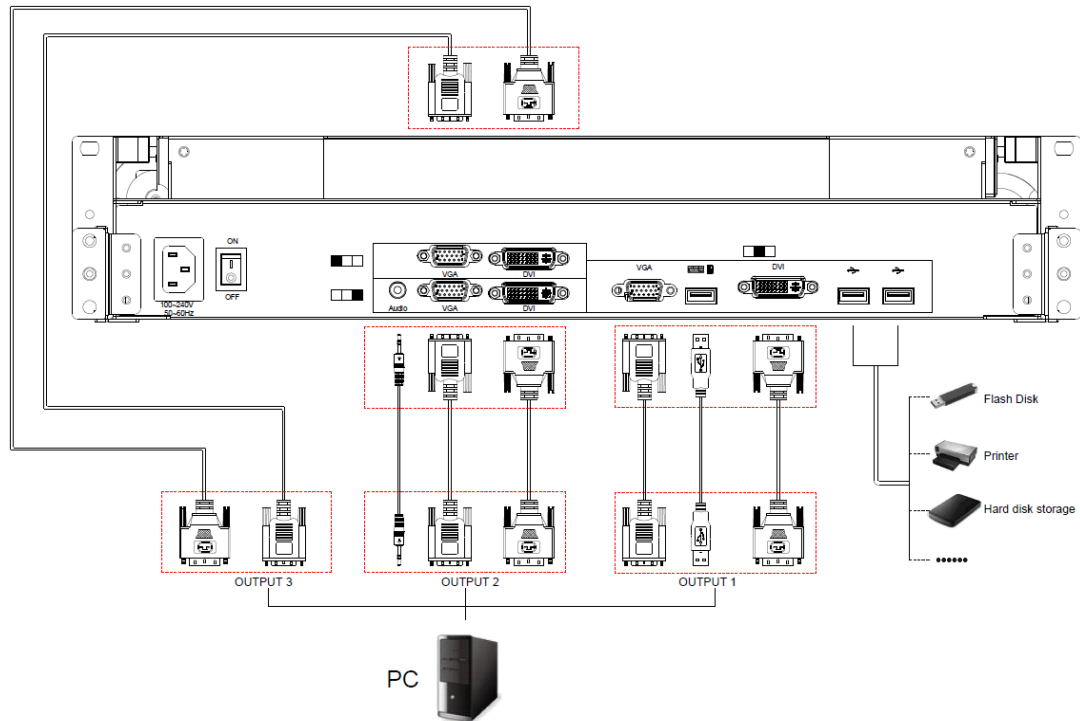 ON
OFF
100~240V
50~60Hz
VGA
DVI
Audio
VGA
DVI
VGA
DVI
Flash Disk
Printer
Hard disk storage
OUTPUT 3
OUTPUT 2
OUTPUT 1
PC